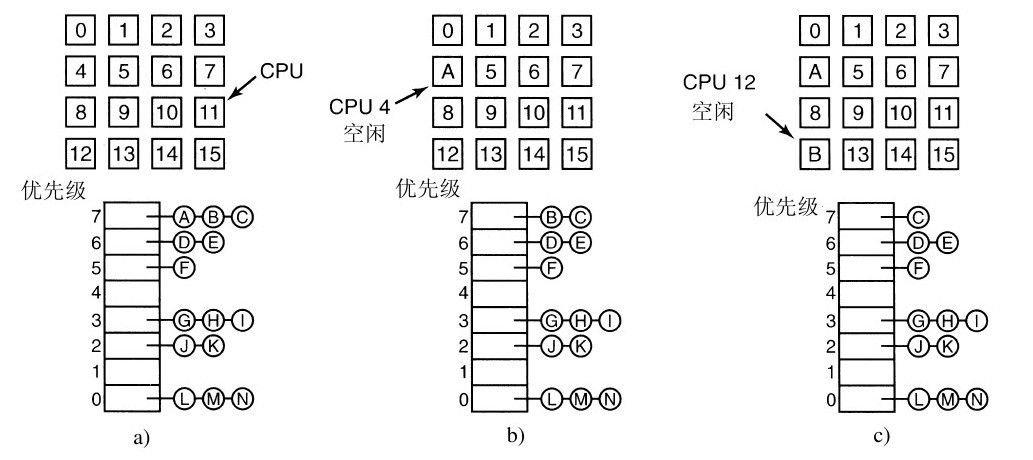 0 1 2 3
4 5 6 7
8 9 10 11
12 13 14 15
CPU
优先级
7 A B C
6 D E
5 F
4
3 G H I
2 J K
1
0 L M N
a)
0 1 2 3
A 5 6 7
8 9 10 11
12 13 14 15
CPU 4
空闲
优先级
7 B C
6 D E
5 F
4
3 G H I
2 J K
1
0 L M N
b)
0 1 2 3
A 5 6 7
8 9 10 11
B 13 14 15
CPU 12
空闲
优先级
7 C
6 D E
5 F
4
3 G H I
2 J K
1
0 L M N
c)